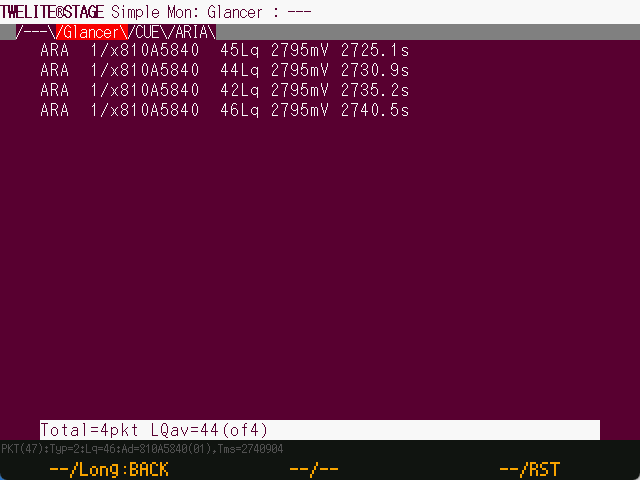 TWELITE®STAGE Simple Mon: Glancer : ---
/---\/Glancer\/CUE\/ARIA\
ARA 1/x810A5840 45Lq 2795mV 2725.1s
ARA 1/x810A5840 44Lq 2795mV 2730.9s
ARA 1/x810A5840 42Lq 2795mV 2735.2s
ARA 1/x810A5840 46Lq 2795mV 2740.5s
Total=4pkt LQav=44(of4)
PKT(47):Typ=2:Lq=46:Ad=810A5840(01),Tms=2740904
--/Long:BACK --/-- --/RST